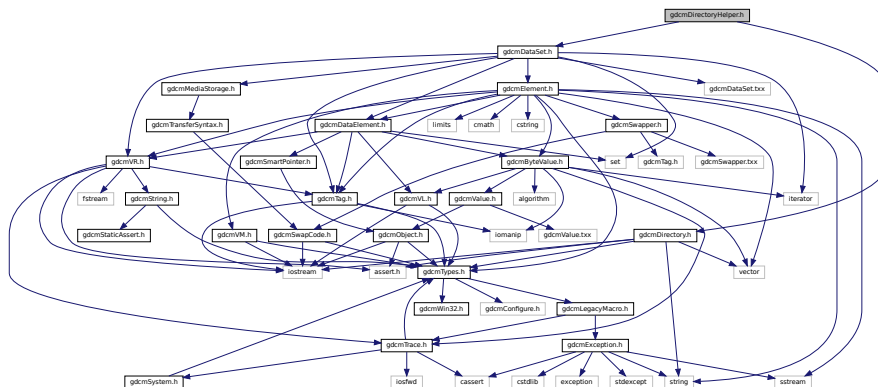 gdcmDirectoryHelper.h
gdcmDataSet.h
gdcmMediaStorage.h
gdcmElement.h
gdcmDataSet.txx
gdcmTransferSyntax.h
gdcmDataElement.h
limits
cmath
cstring
gdcmSwapper.h
gdcmVR.h
gdcmSmartPointer.h
gdcmByteValue.h
set
gdcmTag.h
gdcmSwapper.txx
fstream
gdcmString.h
gdcmTag.h
gdcmVL.h
gdcmValue.h
algorithm
iterator
gdcmStaticAssert.h
gdcmVM.h
gdcmSwapCode.h
gdcmObject.h
iomanip
gdcmValue.txx
gdcmDirectory.h
iostream
assert.h
gdcmTypes.h
vector
gdcmWin32.h
gdcmConfigure.h
gdcmLegacyMacro.h
gdcmTrace.h
gdcmException.h
gdcmSystem.h
iosfwd
cassert
cstdlib
exception
stdexcept
string
sstream